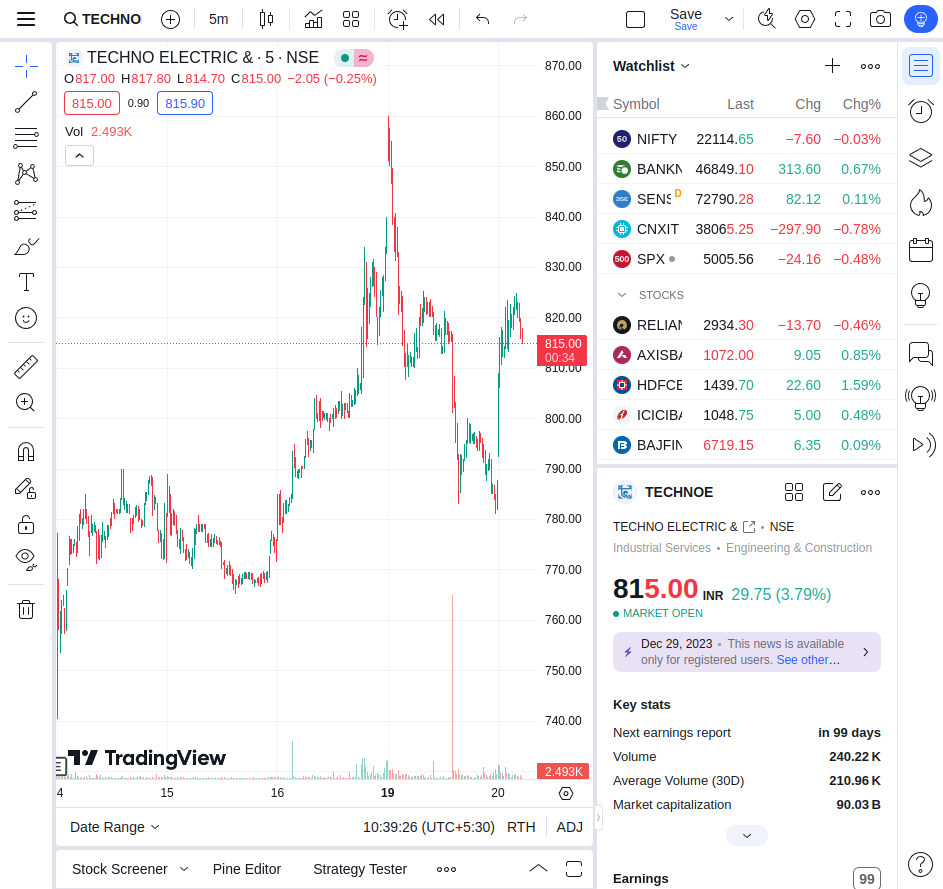 TECHNO 5m Save
Save
TECHNO ELECTRIC & · 5 · NSE
O817.00 H817.80 L814.70 C815.00 −2.05 (−0.25%)
815.00 0.90 815.90
Vol 2.493K
870.00
860.00
850.00
840.00
830.00
820.00
815.00
00:34
810.00
800.00
790.00
780.00
770.00
760.00
750.00
740.00
2.493K
TradingView
4 15 16 19 20
Date Range 10:39:26 (UTC+5:30) RTH ADJ
Stock Screener Pine Editor Strategy Tester
Watchlist
Symbol Last Chg Chg%
50 NIFTY 22114.65 −7.60 −0.03%
BANKN 46849.10 313.60 0.67%
SENS D 72790.28 82.12 0.11%
CNXIT 38065.25 −297.90 −0.78%
500 SPX 5005.56 −24.16 −0.48%
STOCKS
RELIAN 2934.30 −13.70 −0.46%
AXISBA 1072.00 9.05 0.85%
HDFCB 1439.70 22.60 1.59%
ICICIBA 1048.75 5.00 0.48%
BAJFIN 6719.15 6.35 0.09%
TECHNOE
TECHNO ELECTRIC & • NSE
Industrial Services • Engineering & Construction
815.00 INR 29.75 (3.79%)
MARKET OPEN
Dec 29, 2023 • This news is available
only for registered users. See other…
Key stats
Next earnings report in 99 days
Volume 240.22 K
Average Volume (30D) 210.96 K
Market capitalization 90.03 B
Earnings 99